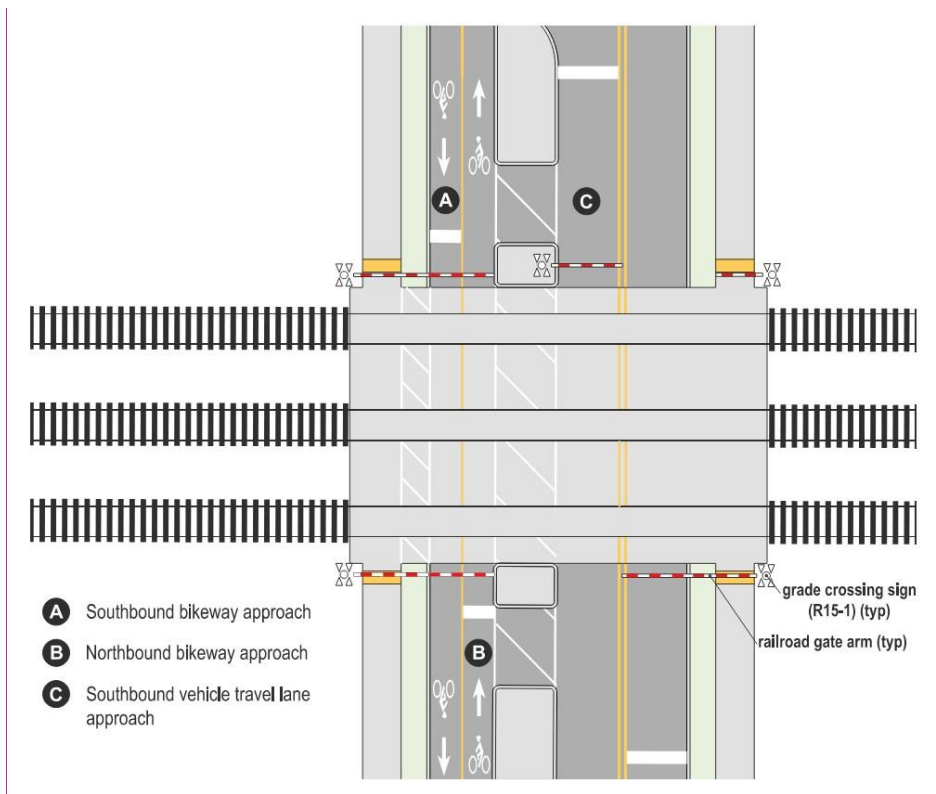 A
C
B
grade crossing sign
(R15-1) (typ)
railroad gate arm (typ)
A Southbound bikeway approach
B Northbound bikeway approach
C Southbound vehicle travel lane
approach